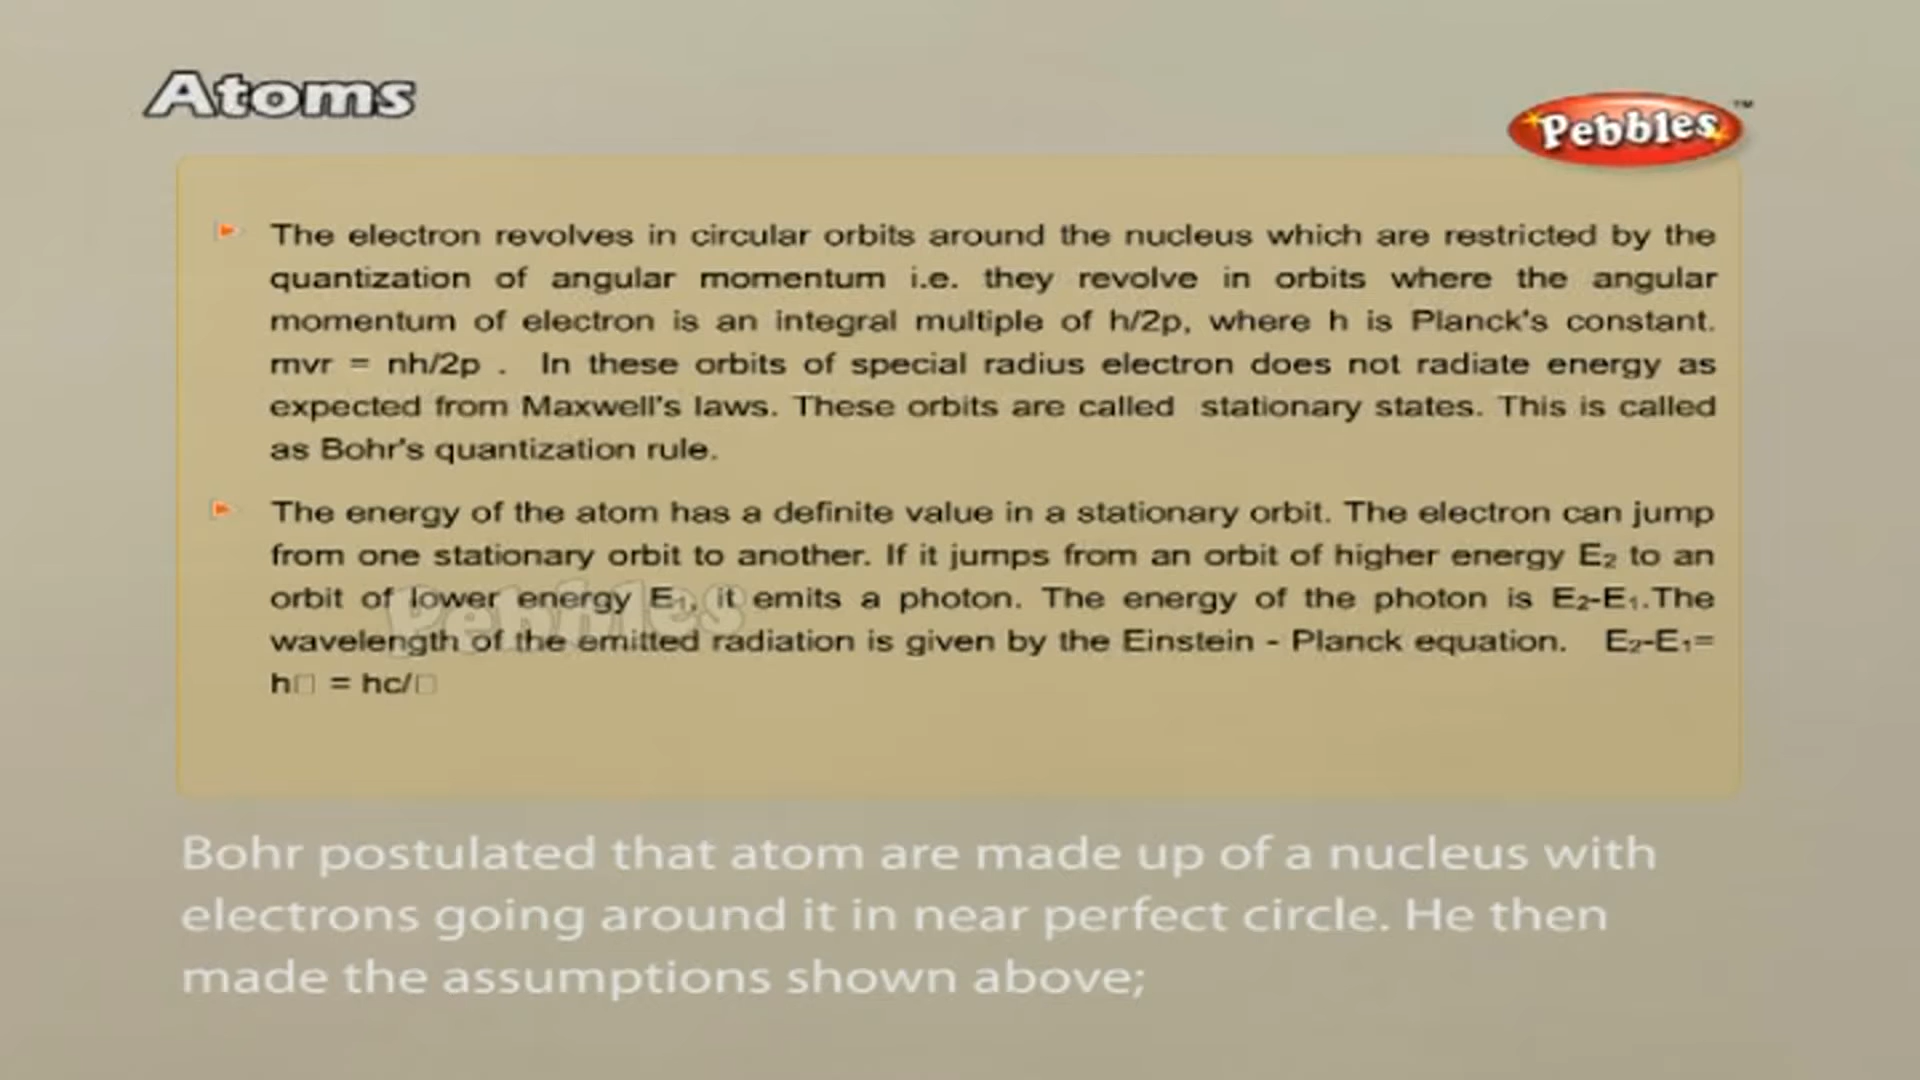 Atoms
Pebbles™
The electron revolves in circular orbits around the nucleus which are restricted by the
quantization of angular momentum i.e. they revolve in orbits where the angular
momentum of electron is an integral multiple of h/2p, where h is Planck's constant.
mvr = nh/2p . In these orbits of special radius electron does not radiate energy as
expected from Maxwell's laws. These orbits are called stationary states. This is called
as Bohr's quantization rule.
The energy of the atom has a definite value in a stationary orbit. The electron can jump
from one stationary orbit to another. If it jumps from an orbit of higher energy E₂ to an
orbit of lower energy E₁, it emits a photon. The energy of the photon is E₂-E₁.The
wavelength of the emitted radiation is given by the Einstein - Planck equation. E₂-E₁=
h□ = hc/□
Pebbles
Bohr postulated that atom are made up of a nucleus with
electrons going around it in near perfect circle. He then
made the assumptions shown above;